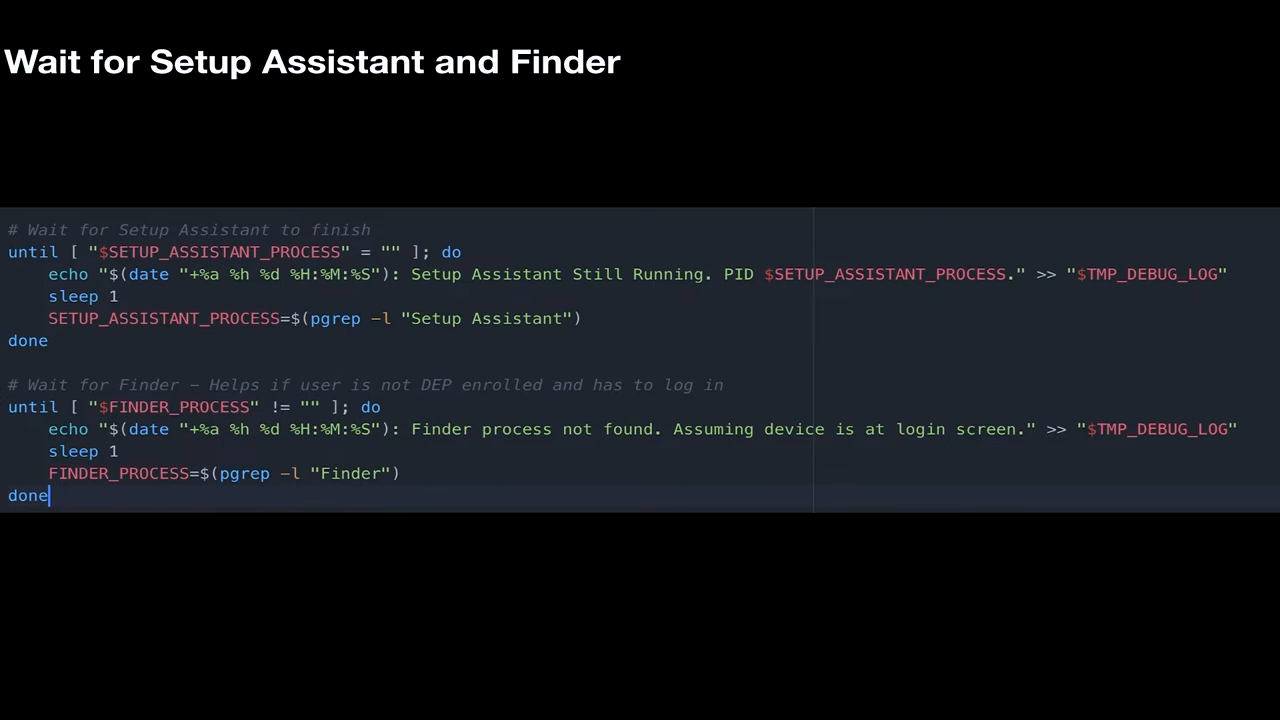 Wait for Setup Assistant and Finder
# Wait for Setup Assistant to finish
until [ "$SETUP_ASSISTANT_PROCESS" = "" ]; do
    echo "$(date "+%a %h %d %H:%M:%S"): Setup Assistant Still Running. PID $SETUP_ASSISTANT_PROCESS." >> "$TMP_DEBUG_LOG"
    sleep 1
    SETUP_ASSISTANT_PROCESS=$(pgrep -l "Setup Assistant")
done
# Wait for Finder - Helps if user is not DEP enrolled and has to log in
until [ "$FINDER_PROCESS" != "" ]; do
    echo "$(date "+%a %h %d %H:%M:%S"): Finder process not found. Assuming device is at login screen." >> "$TMP_DEBUG_LOG"
    sleep 1
    FINDER_PROCESS=$(pgrep -l "Finder")
done